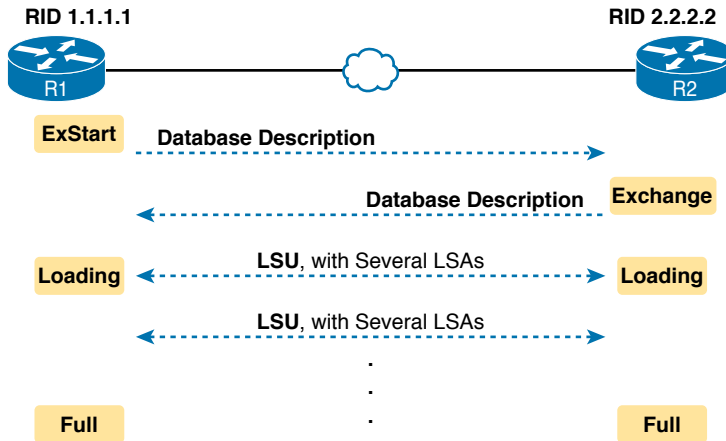 RID 1.1.1.1
RID 2.2.2.2
R1
R2
ExStart
Database Description
Database Description
Exchange
Loading
LSU, with Several LSAs
Loading
LSU, with Several LSAs
.
.
.
Full
Full